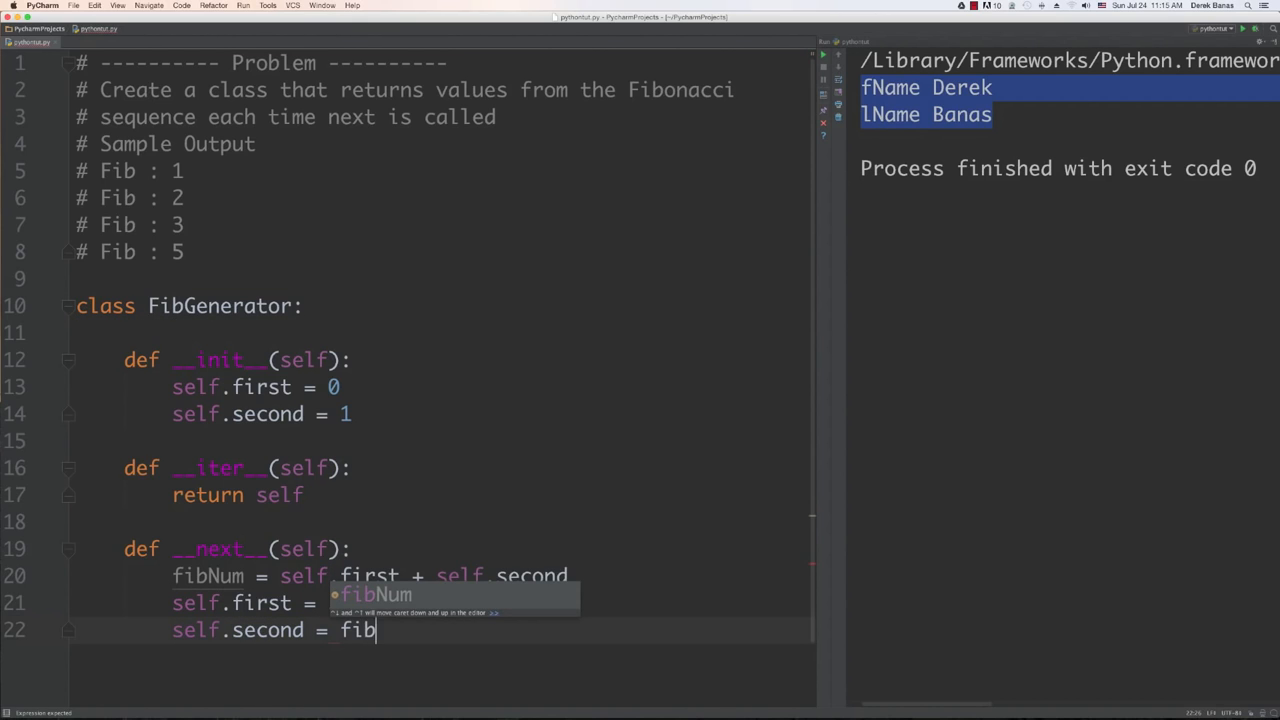 PyCharm File Edit View Navigate Code Refactor Run Tools VCS Window Help
10 Sun Jul 24 11:15 AM Derek Banas
pythontut.py - PyCharmProjects - [~/PycharmProjects]
PycharmProjects pythontut.py
pythontut
pythontut.py
Run: pythontut
1 # ---------- Problem ----------
2 # Create a class that returns values from the Fibonacci
3 # sequence each time next is called
4 # Sample Output
5 # Fib : 1
6 # Fib : 2
7 # Fib : 3
8 # Fib : 5
9
10 class FibGenerator:
11
12 def __init__(self):
13 self.first = 0
14 self.second = 1
15
16 def __iter__(self):
17 return self
18
19 def __next__(self):
20 fibNum = self.first + self.second
21 self.first =
22 self.second = fib
fibNum
^↓ and ^↑ will move caret down and up in the editor >>
/Library/Frameworks/Python.framewor
fName Derek
lName Banas
Process finished with exit code 0
Expression expected
22:26 LF÷ UTF-8÷